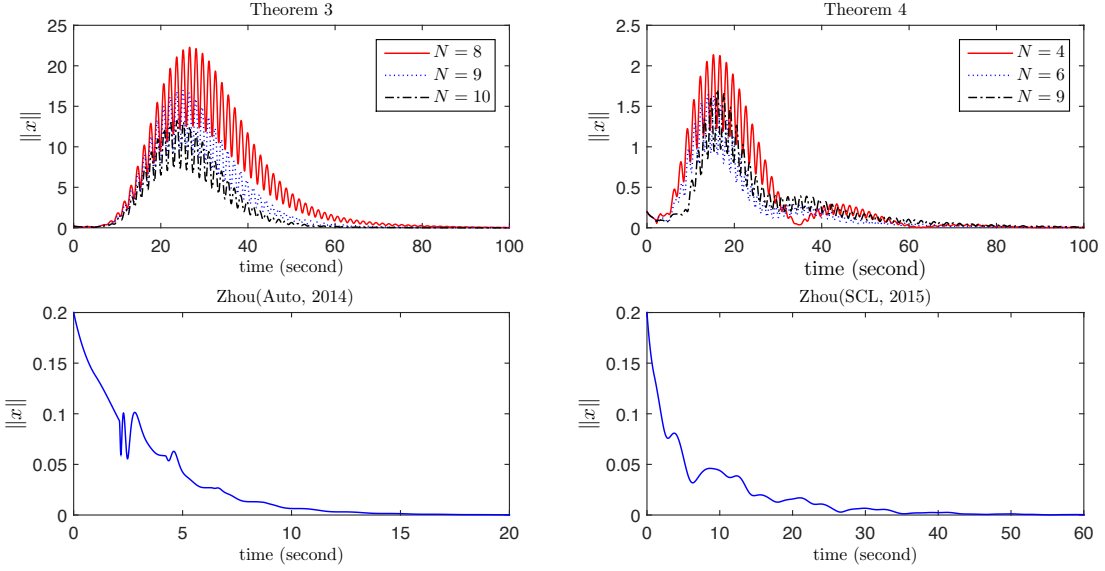 Theorem 3
25
20
15
10
5
0
||x||
N = 8
N = 9
N = 10
0 20 40 60 80 100
time (second)
Theorem 4
2.5
2
1.5
1
0.5
0
||x||
N = 4
N = 6
N = 9
0 20 40 60 80 100
time (second)
Zhou(Auto, 2014)
0.2
0.15
0.1
0.05
0
||x||
0 5 10 15 20
time (second)
Zhou(SCL, 2015)
0.2
0.15
0.1
0.05
0
||x||
0 10 20 30 40 50 60
time (second)